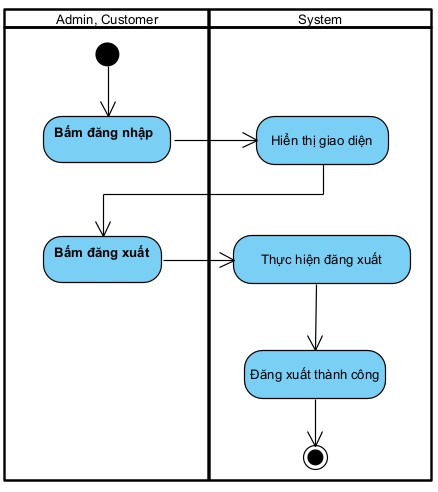 Admin, Customer
System
Bấm đăng nhập
Hiển thị giao diện
Bấm đăng xuất
Thực hiện đăng xuất
Đăng xuất thành công